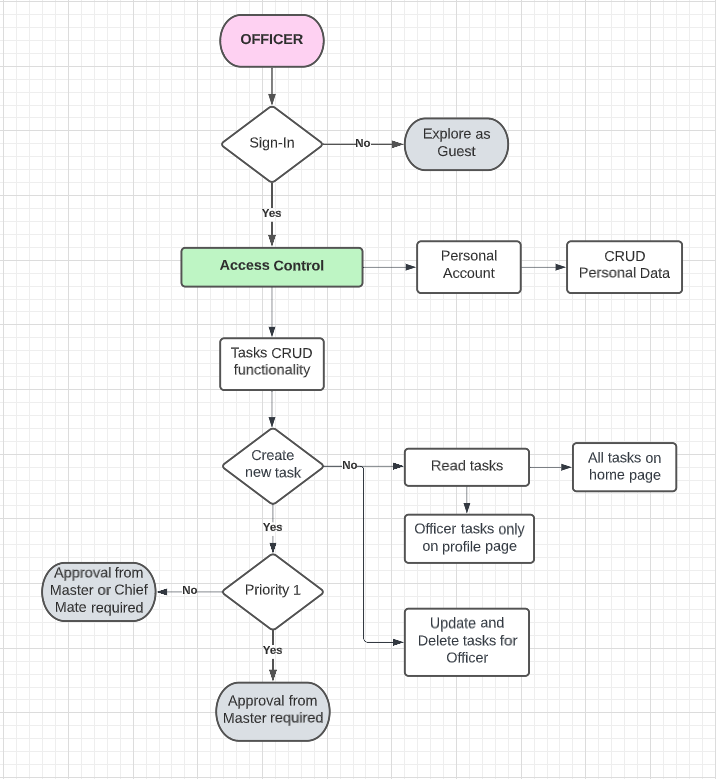 OFFICER
Sign-In
No
Explore as
Guest
Yes
Access Control
Personal
Account
CRUD
Personal Data
Tasks CRUD
functionality
Create
new task
No
Read tasks
All tasks on
home page
Officer tasks only
on profile page
Yes
Priority 1
No
Approval from
Master or Chief
Mate required
Update and
Delete tasks for
Officer
Yes
Approval from
Master required